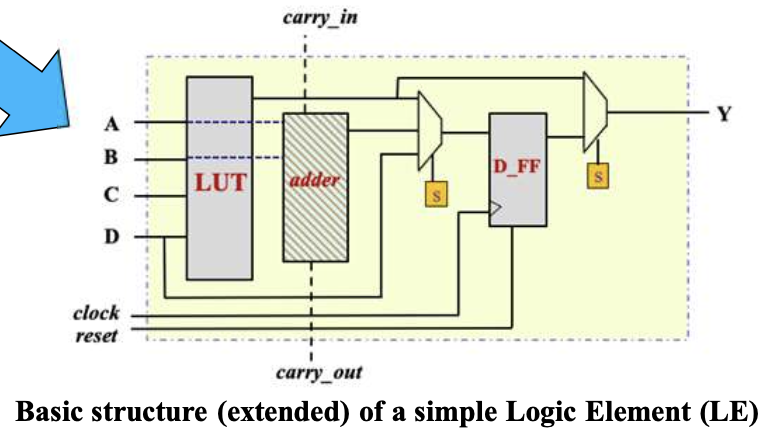 carry_in
A
B
C
D
LUT
adder
S
D_FF
S
Y
clock
reset
carry_out
Basic structure (extended) of a simple Logic Element (LE)